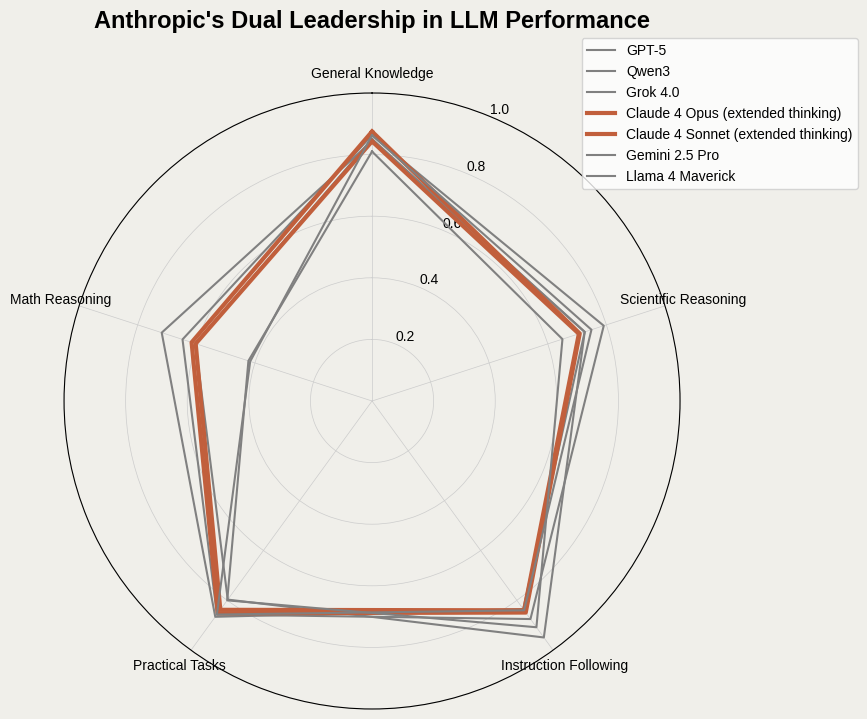 Anthropic's Dual Leadership in LLM Performance
GPT-5
Qwen3
Grok 4.0
Claude 4 Opus (extended thinking)
Claude 4 Sonnet (extended thinking)
Gemini 2.5 Pro
Llama 4 Maverick
General Knowledge
1.0
0.8
0.6
0.4
0.2
Math Reasoning
Scientific Reasoning
Practical Tasks
Instruction Following